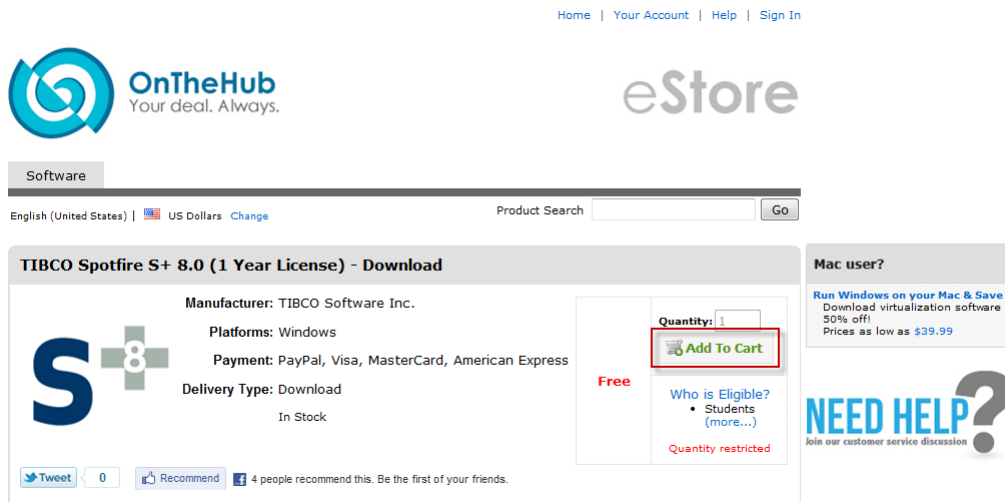 Home | Your Account | Help | Sign In
OnTheHub
Your deal. Always.
eStore
Software
English (United States) | US Dollars Change
Product Search
Go
TIBCO Spotfire S+ 8.0 (1 Year License) - Download
Manufacturer: TIBCO Software Inc.
Platforms: Windows
Payment: PayPal, Visa, MasterCard, American Express
Delivery Type: Download
In Stock
S
8
Free
Quantity: 1
Add To Cart
Who is Eligible?
• Students
(more...)
Quantity restricted
Tweet 0
Recommend
f 4 people recommend this. Be the first of your friends.
Mac user?
Run Windows on your Mac & Save
Download virtualization software
50% off!
Prices as low as $39.99
NEED HELP?
Join our customer service discussion